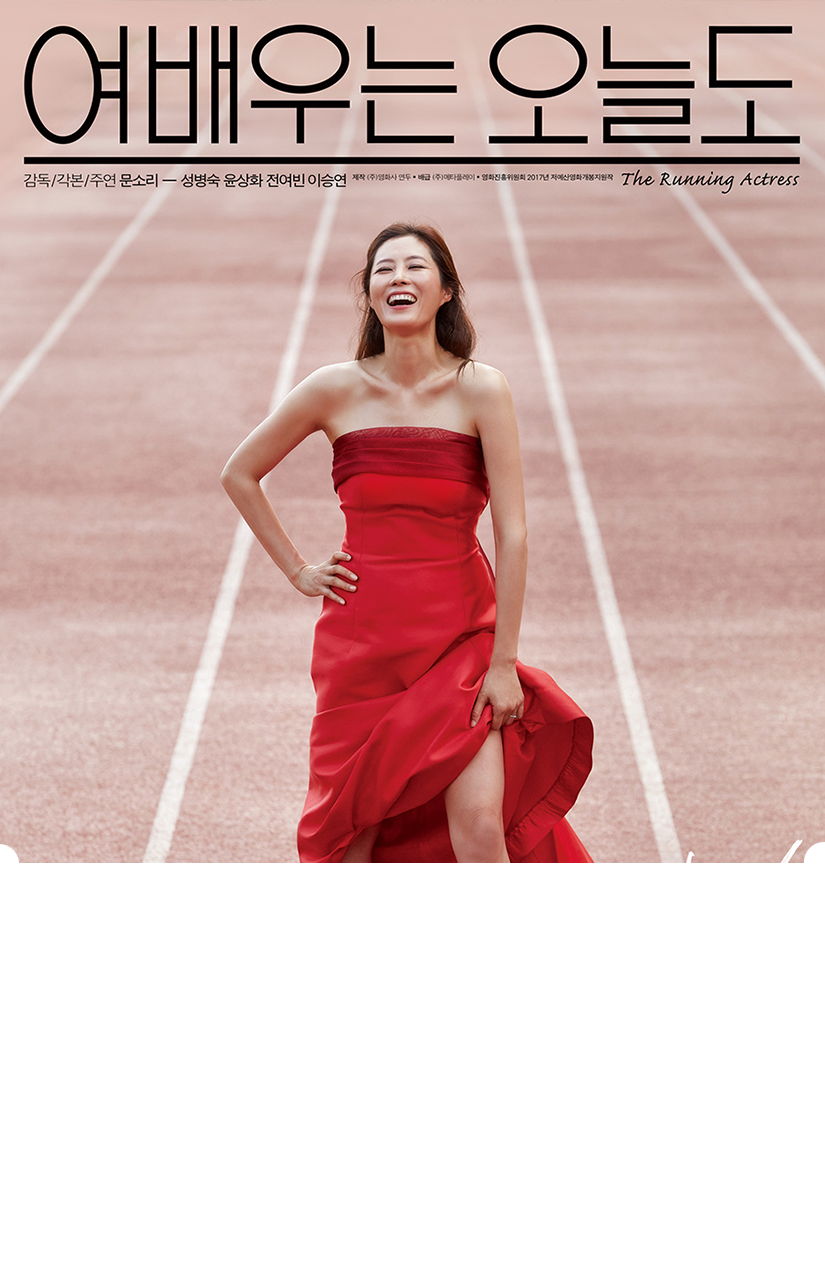 여배우는 오늘도
감독/각본/주연 문소리 — 성병숙 윤상화 전여빈 이승연 제작 (주)영화사 연두 • 배급 (주)메타플레이 • 영화진흥위원회 2017년 저예산영화개봉지원작 The Running Actress